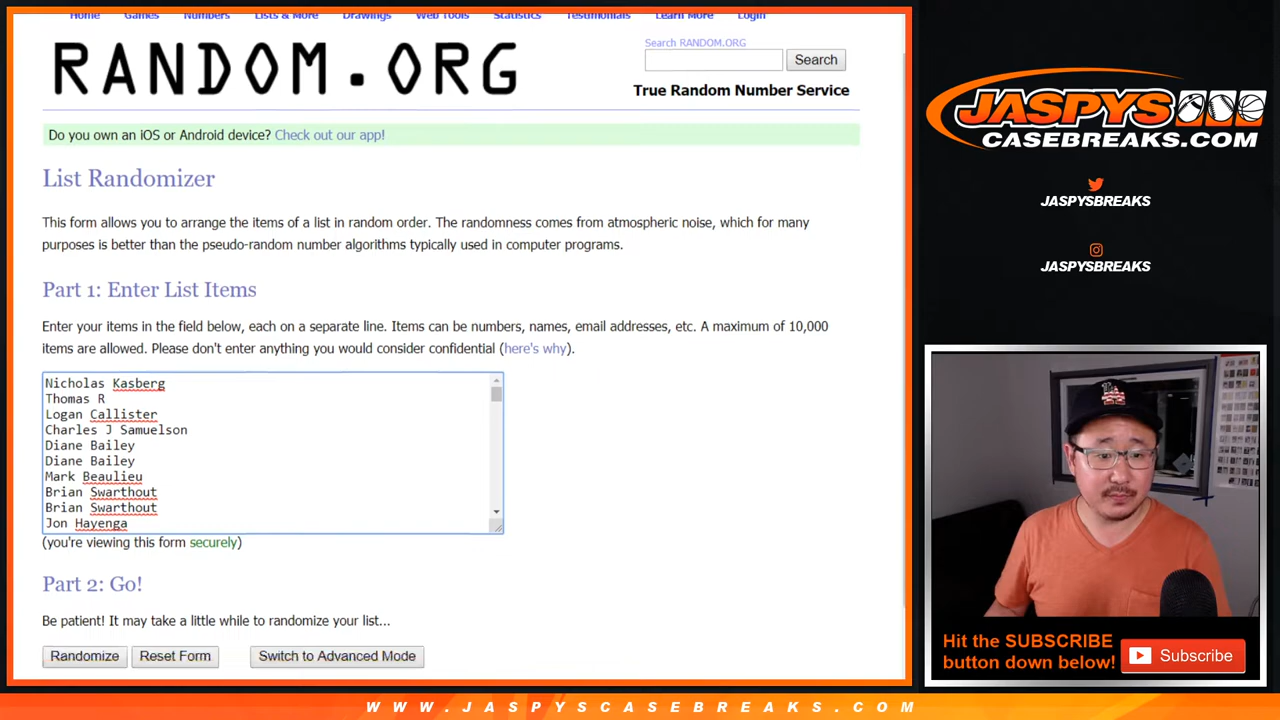 Home Games Numbers Lists & More Drawings Web Tools Statistics Testimonials Learn More Login
RANDOM.ORG
Search RANDOM.ORG
Search
True Random Number Service
Do you own an iOS or Android device? Check out our app!
List Randomizer
This form allows you to arrange the items of a list in random order. The randomness comes from atmospheric noise, which for many
purposes is better than the pseudo-random number algorithms typically used in computer programs.
Part 1: Enter List Items
Enter your items in the field below, each on a separate line. Items can be numbers, names, email addresses, etc. A maximum of 10,000
items are allowed. Please don't enter anything you would consider confidential (here's why).
Nicholas Kasberg
Thomas R
Logan Callister
Charles J Samuelson
Diane Bailey
Diane Bailey
Mark Beaulieu
Brian Swarthout
Brian Swarthout
Jon Hayenga
(you're viewing this form securely)
Part 2: Go!
Be patient! It may take a little while to randomize your list...
Randomize Reset Form Switch to Advanced Mode
JASPYS
CASEBREAKS.COM
JASPYSBREAKS
JASPYSBREAKS
Hit the SUBSCRIBE
button down below!
Subscribe
WWW.JASPYSCASEBREAKS.COM